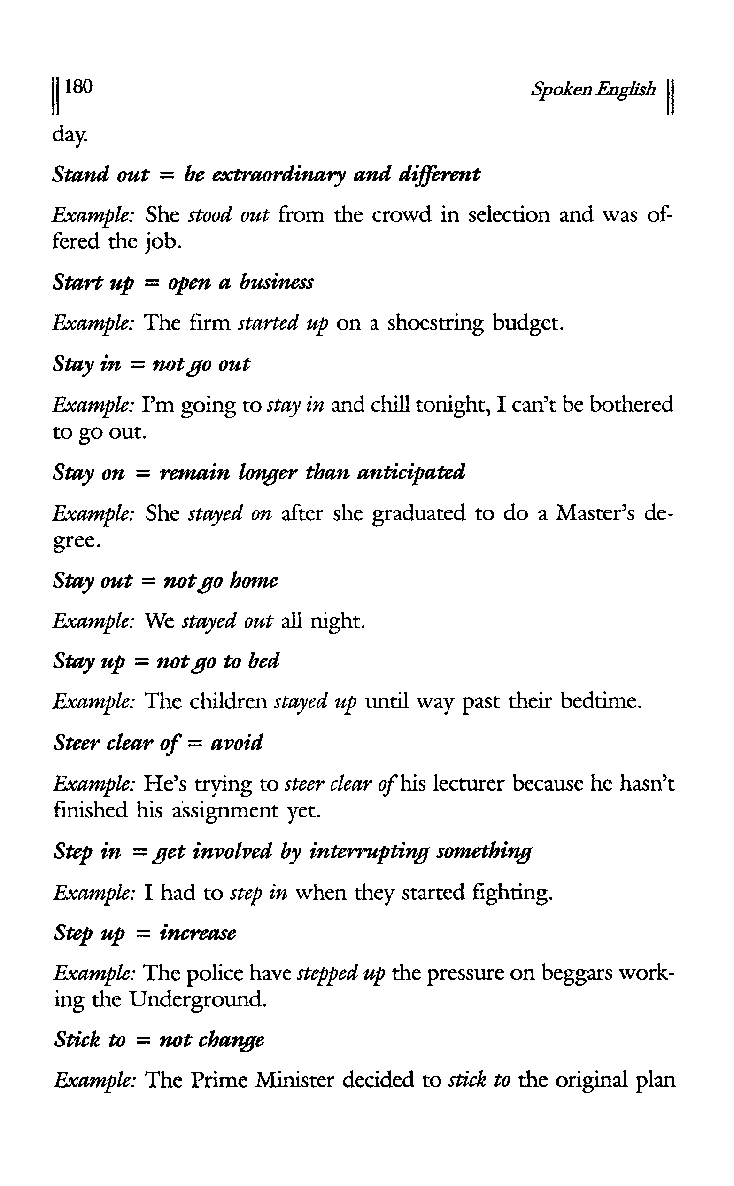 180 Spoken English
day.
Stand out = be extraordinary and different
Example: She stood out from the crowd in selection and was of-
fered the job.
Start up = open a business
Example: The firm started up on a shoestring budget.
Stay in = not go out
Example: I'm going to stay in and chill tonight, I can't be bothered
to go out.
Stay on = remain longer than anticipated
Example: She stayed on after she graduated to do a Master's de-
gree.
Stay out = not go home
Example: We stayed out all night.
Stay up = not go to bed
Example: The children stayed up until way past their bedtime.
Steer clear of = avoid
Example: He's trying to steer clear of his lecturer because he hasn't
finished his assignment yet.
Step in = get involved by interrupting something
Example: I had to step in when they started fighting.
Step up = increase
Example: The police have stepped up the pressure on beggars work-
ing the Underground.
Stick to = not change
Example: The Prime Minister decided to stick to the original plan